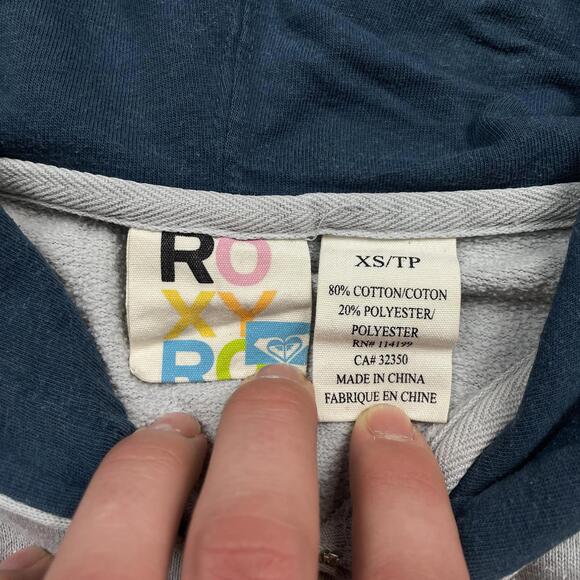 RO
XY
RO
XS/TP
80% COTTON/COTON
20% POLYESTER/
POLYESTER
RN# 114199
CA# 32350
MADE IN CHINA
FABRIQUE EN CHINE